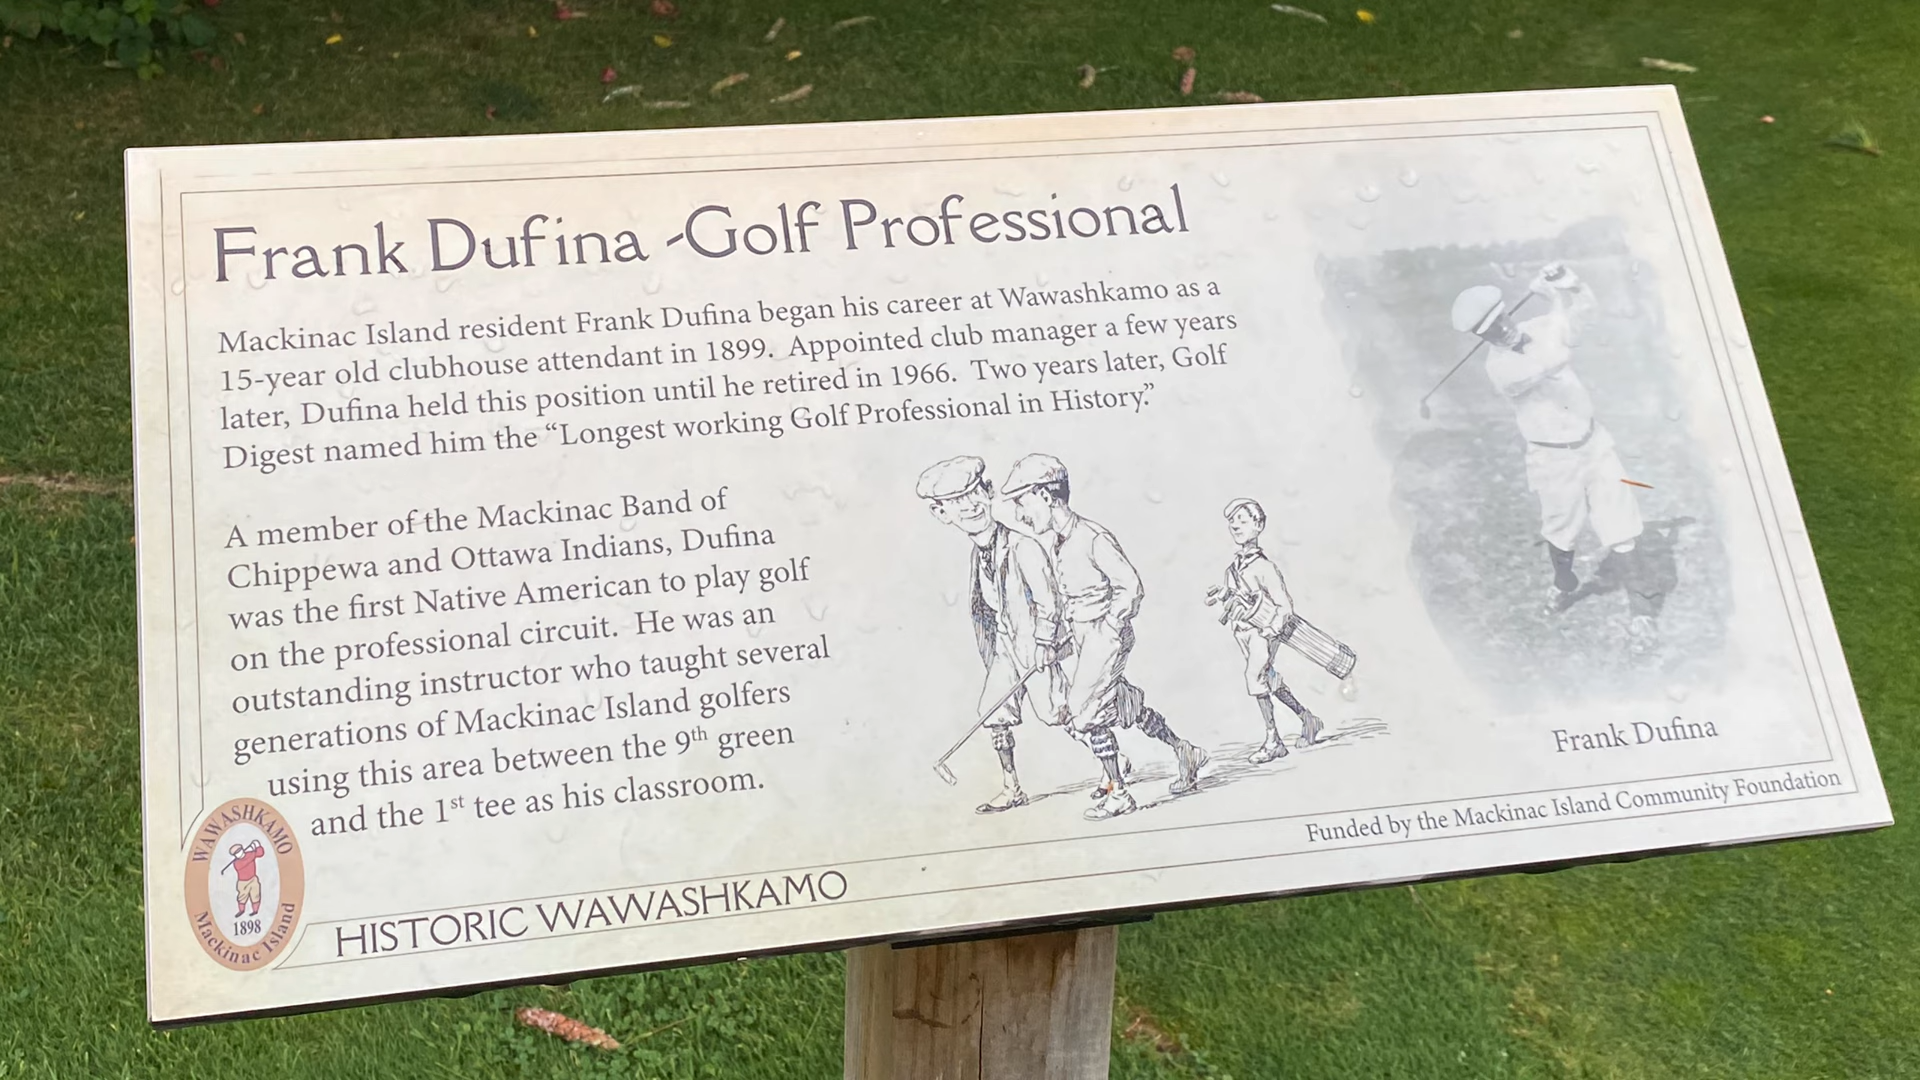 Frank Dufina -Golf Professional
Mackinac Island resident Frank Dufina began his career at Wawashkamo as a
15-year old clubhouse attendant in 1899.  Appointed club manager a few years
later, Dufina held this position until he retired in 1966.  Two years later, Golf
Digest named him the “Longest working Golf Professional in History.”
A member of the Mackinac Band of
Chippewa and Ottawa Indians, Dufina
was the first Native American to play golf
on the professional circuit.  He was an
outstanding instructor who taught several
generations of Mackinac Island golfers
using this area between the 9th green
and the 1st tee as his classroom.
Frank Dufina
Funded by the Mackinac Island Community Foundation
WAWASHKAMO
1898
Mackinac Island
HISTORIC WAWASHKAMO